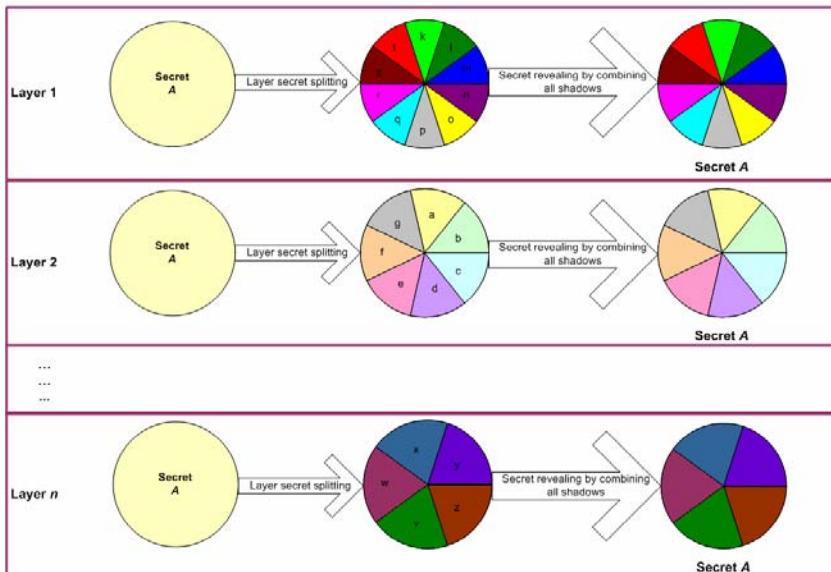 Layer 1
Secret
A
Layer secret splitting
k
l
m
n
o
p
q
r
s
t
Secret revealing by combining
all shadows
Secret A
Layer 2
Secret
A
Layer secret splitting
a
b
c
d
e
f
g
Secret revealing by combining
all shadows
Secret A
...
...
...
Layer n
Secret
A
Layer secret splitting
x
y
z
v
w
Secret revealing by combining
all shadows
Secret A